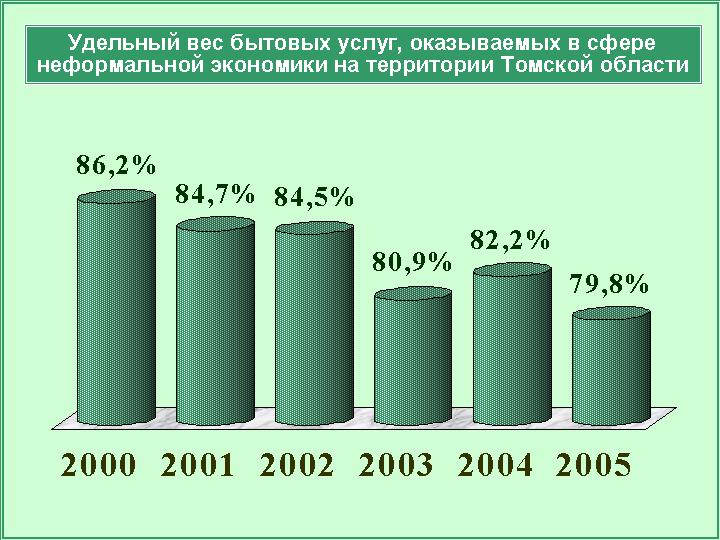 Удельный вес бытовых услуг, оказываемых в сфере
неформальной экономики на территории Томской области
86,2%
84,7%
84,5%
80,9%
82,2%
79,8%
2000 2001 2002 2003 2004 2005